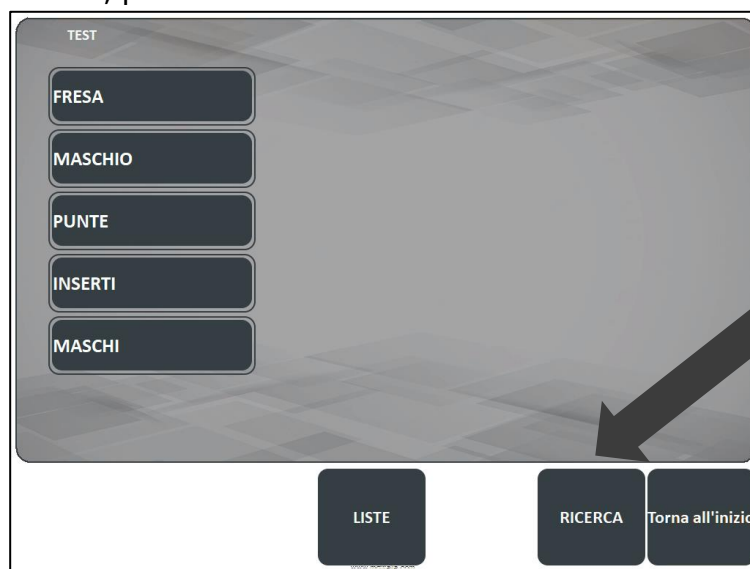 TEST
FRESA
MASCHIO
PUNTE
INSERTI
MASCHI
LISTE
RICERCA
Torna all'inizio